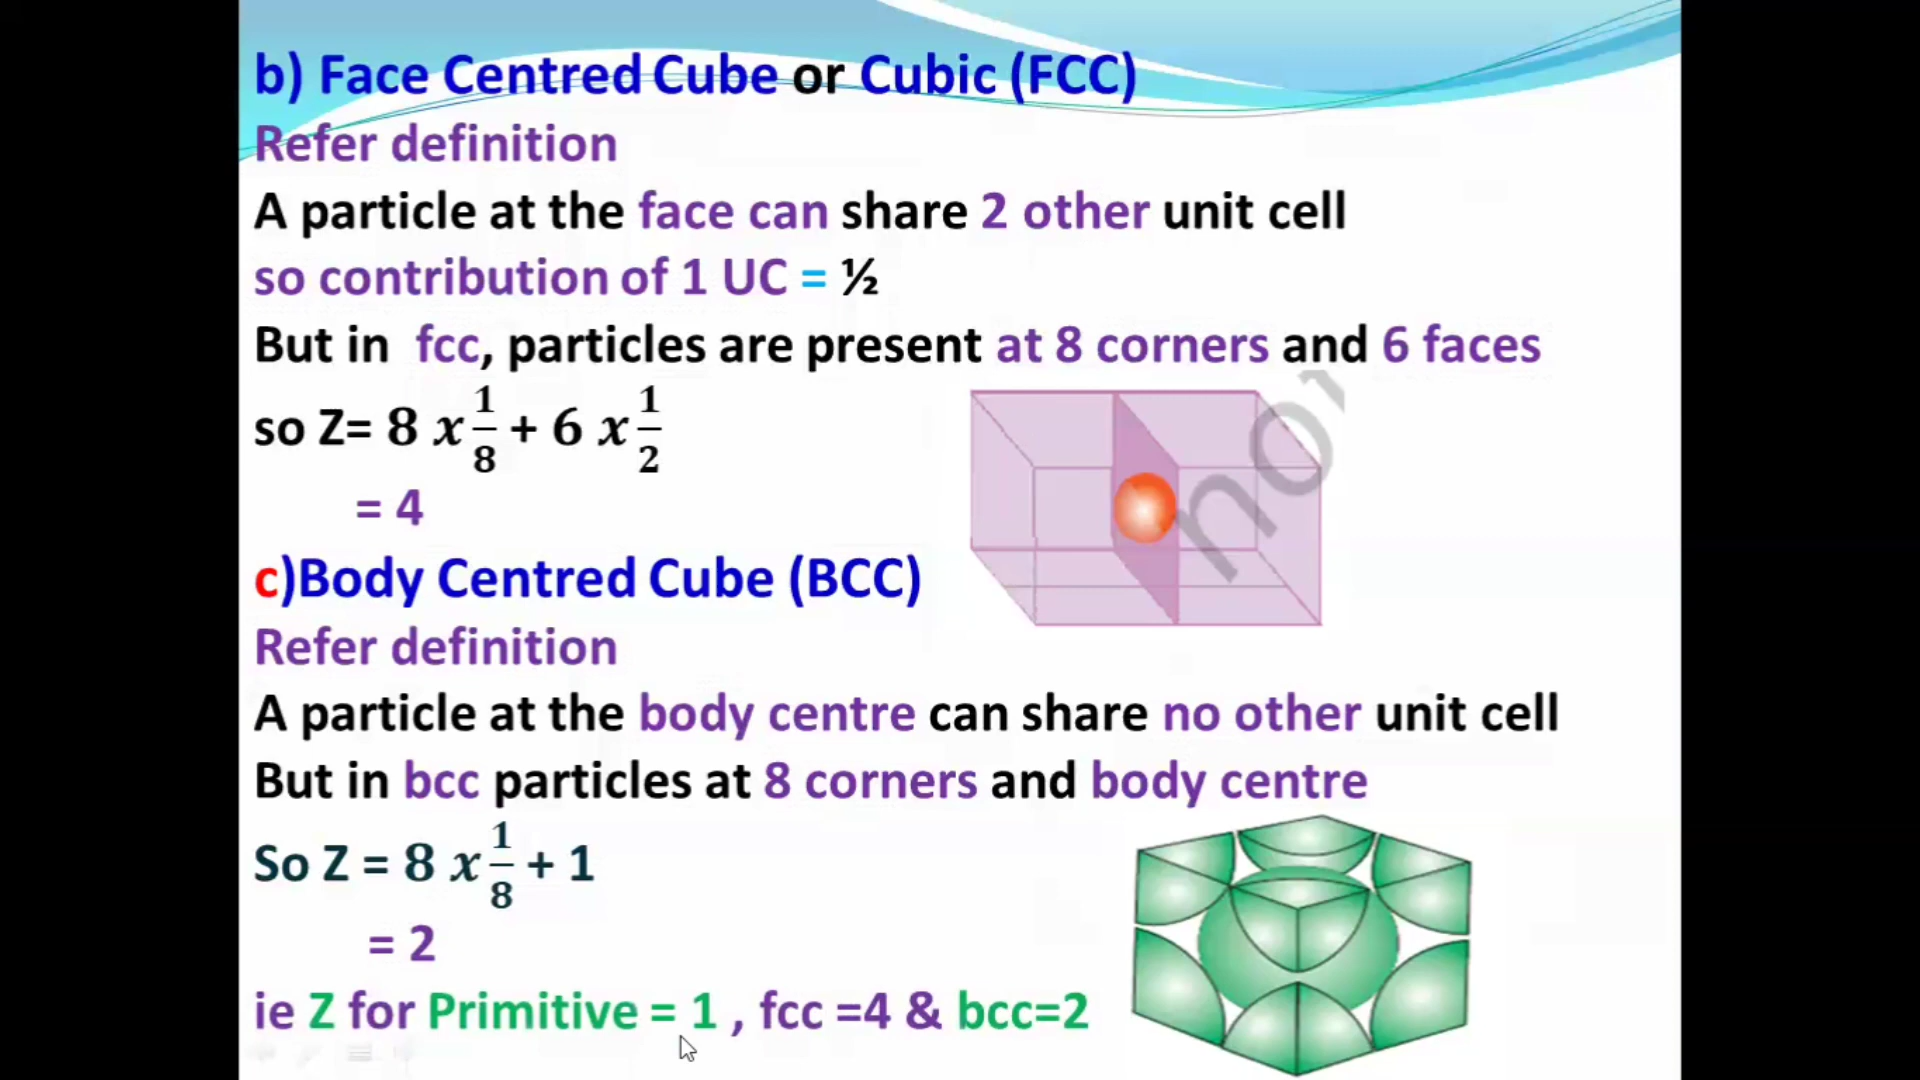 b) Face Centred Cube or Cubic (FCC)
Refer definition
A particle at the face can share 2 other unit cell
so contribution of 1 UC = ½
But in fcc, particles are present at 8 corners and 6 faces
so Z= 8 x 1/8 + 6 x 1/2
= 4
c)Body Centred Cube (BCC)
Refer definition
A particle at the body centre can share no other unit cell
But in bcc particles at 8 corners and body centre
So Z = 8 x 1/8 + 1
= 2
ie Z for Primitive = 1 , fcc =4 & bcc=2